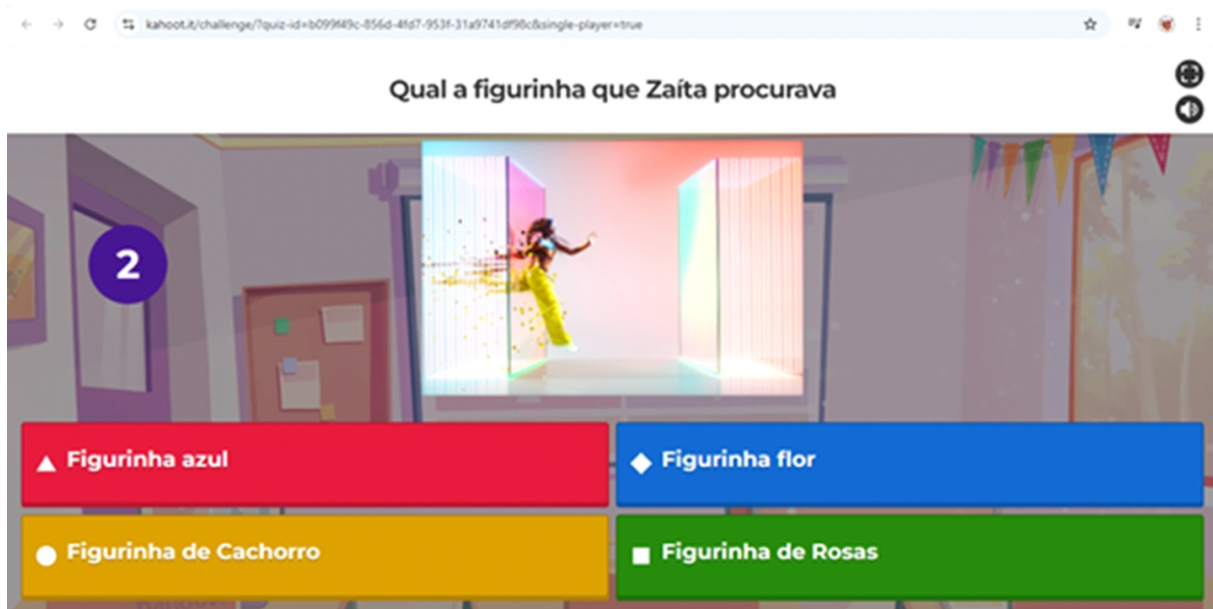 kahoot.it/challenge/?quiz-id=b099f49c-856d-4fd7-953f-31a9741df98c&single-player=true
Qual a figurinha que Zaíta procurava
2
Figurinha azul
Figurinha flor
Figurinha de Cachorro
Figurinha de Rosas